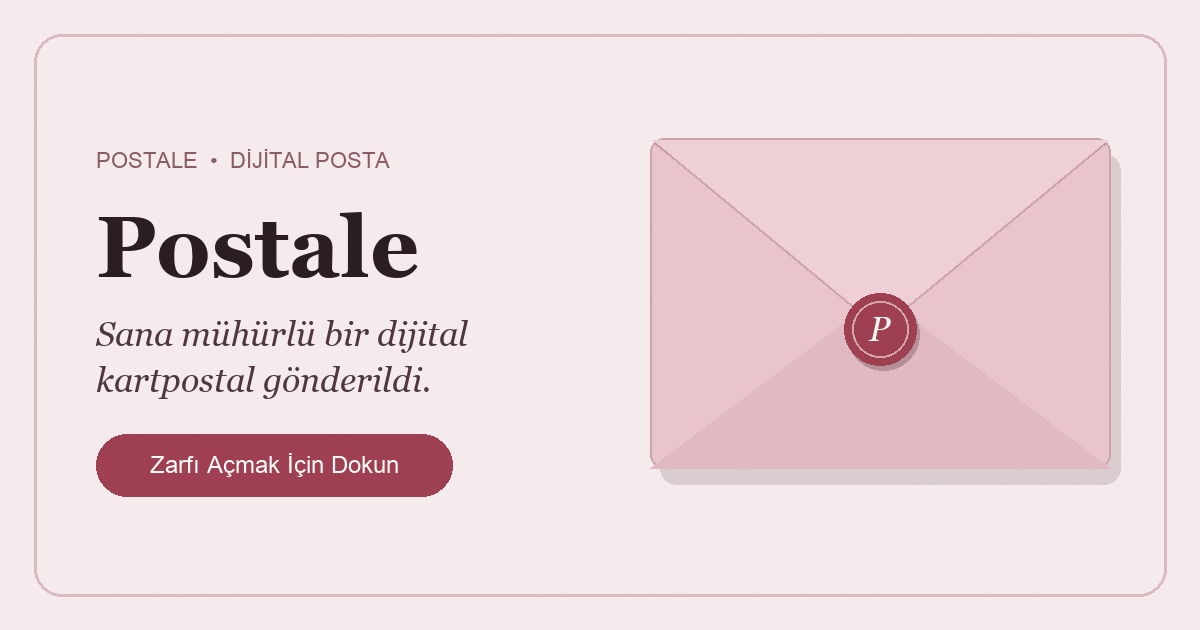 POSTALE • DİJİTAL POSTA
Postale
Sana mühürlü bir dijital
kartpostal gönderildi.
Zarfı Açmak İçin Dokun
P